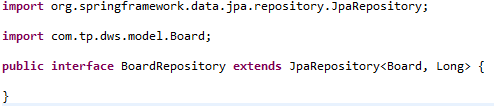 import org.springframework.data.jpa.repository.JpaRepository;
import com.tp.dws.model.Board;
public interface BoardRepository extends JpaRepository<Board, Long> {
}